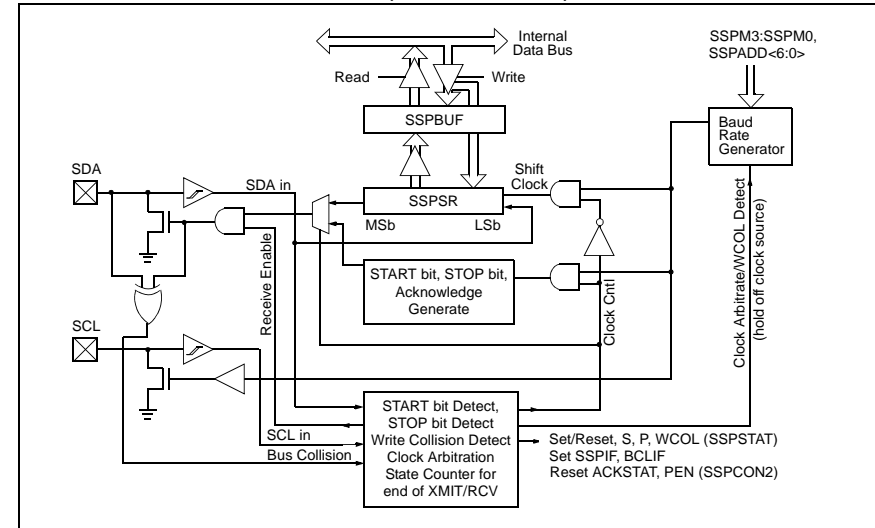 Internal
Data Bus
SSPM3:SSPM0,
SSPADD<6:0>
Read
Write
SSPBUF
Baud
Rate
Generator
SDA
SDA in
Shift
Clock
SSPSR
MSb
LSb
START bit, STOP bit,
Acknowledge
Generate
Receive Enable
Clock Cntl
Clock Arbitrate/WCOL Detect
(hold off clock source)
SCL
SCL in
Bus Collision
START bit Detect,
STOP bit Detect
Write Collision Detect
Clock Arbitration
State Counter for
end of XMIT/RCV
Set/Reset, S, P, WCOL (SSPSTAT)
Set SSPIF, BCLIF
Reset ACKSTAT, PEN (SSPCON2)